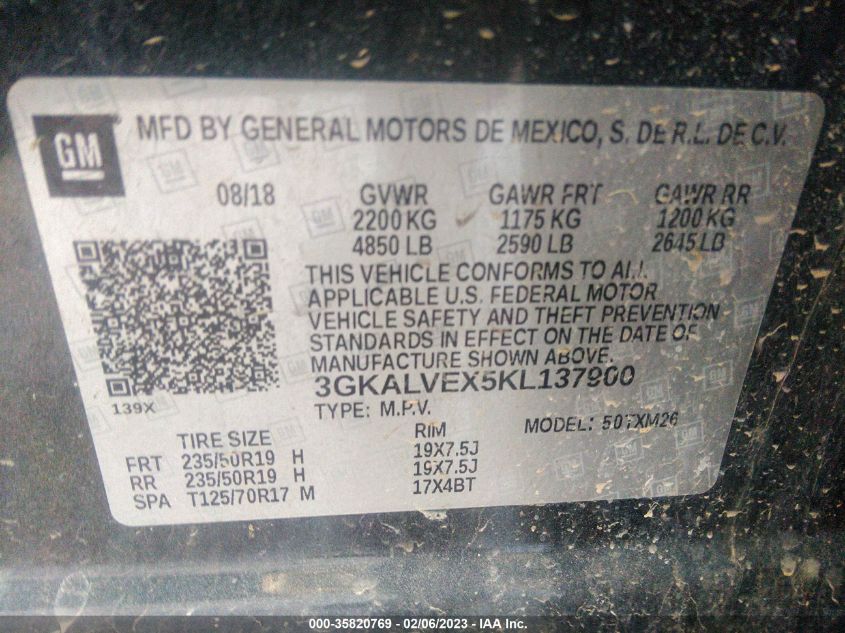 GM
MFD BY GENERAL MOTORS DE MEXICO, S. DE R.L. DE C.V.
08/18 GVWR GAWR FRT GAWR RR
2200 KG 1175 KG 1200 KG
4850 LB 2590 LB 2645 LB
THIS VEHICLE CONFORMS TO ALL
APPLICABLE U.S. FEDERAL MOTOR
VEHICLE SAFETY AND THEFT PREVENTION
STANDARDS IN EFFECT ON THE DATE OF
MANUFACTURE SHOWN ABOVE.
3GKALVEX5KL137900
139X
TYPE: M.P.V. MODEL: 50TXM26
TIRE SIZE RIM
FRT 235/50R19 H 19X7.5J
RR 235/50R19 H 19X7.5J
SPA T125/70R17 M 17X4BT
000-35820769 - 02/06/2023 - IAA Inc.